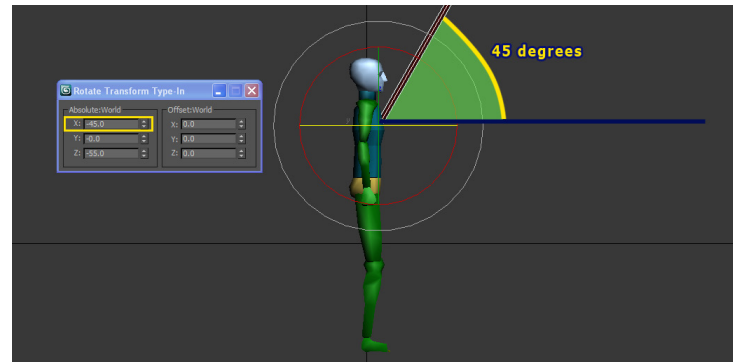 45 degrees
Rotate Transform Type-In
Absolute:World
Offset:World
X: -45.0
X: 0.0
Y: -0.0
Y: 0.0
Z: -55.0
Z: 0.0